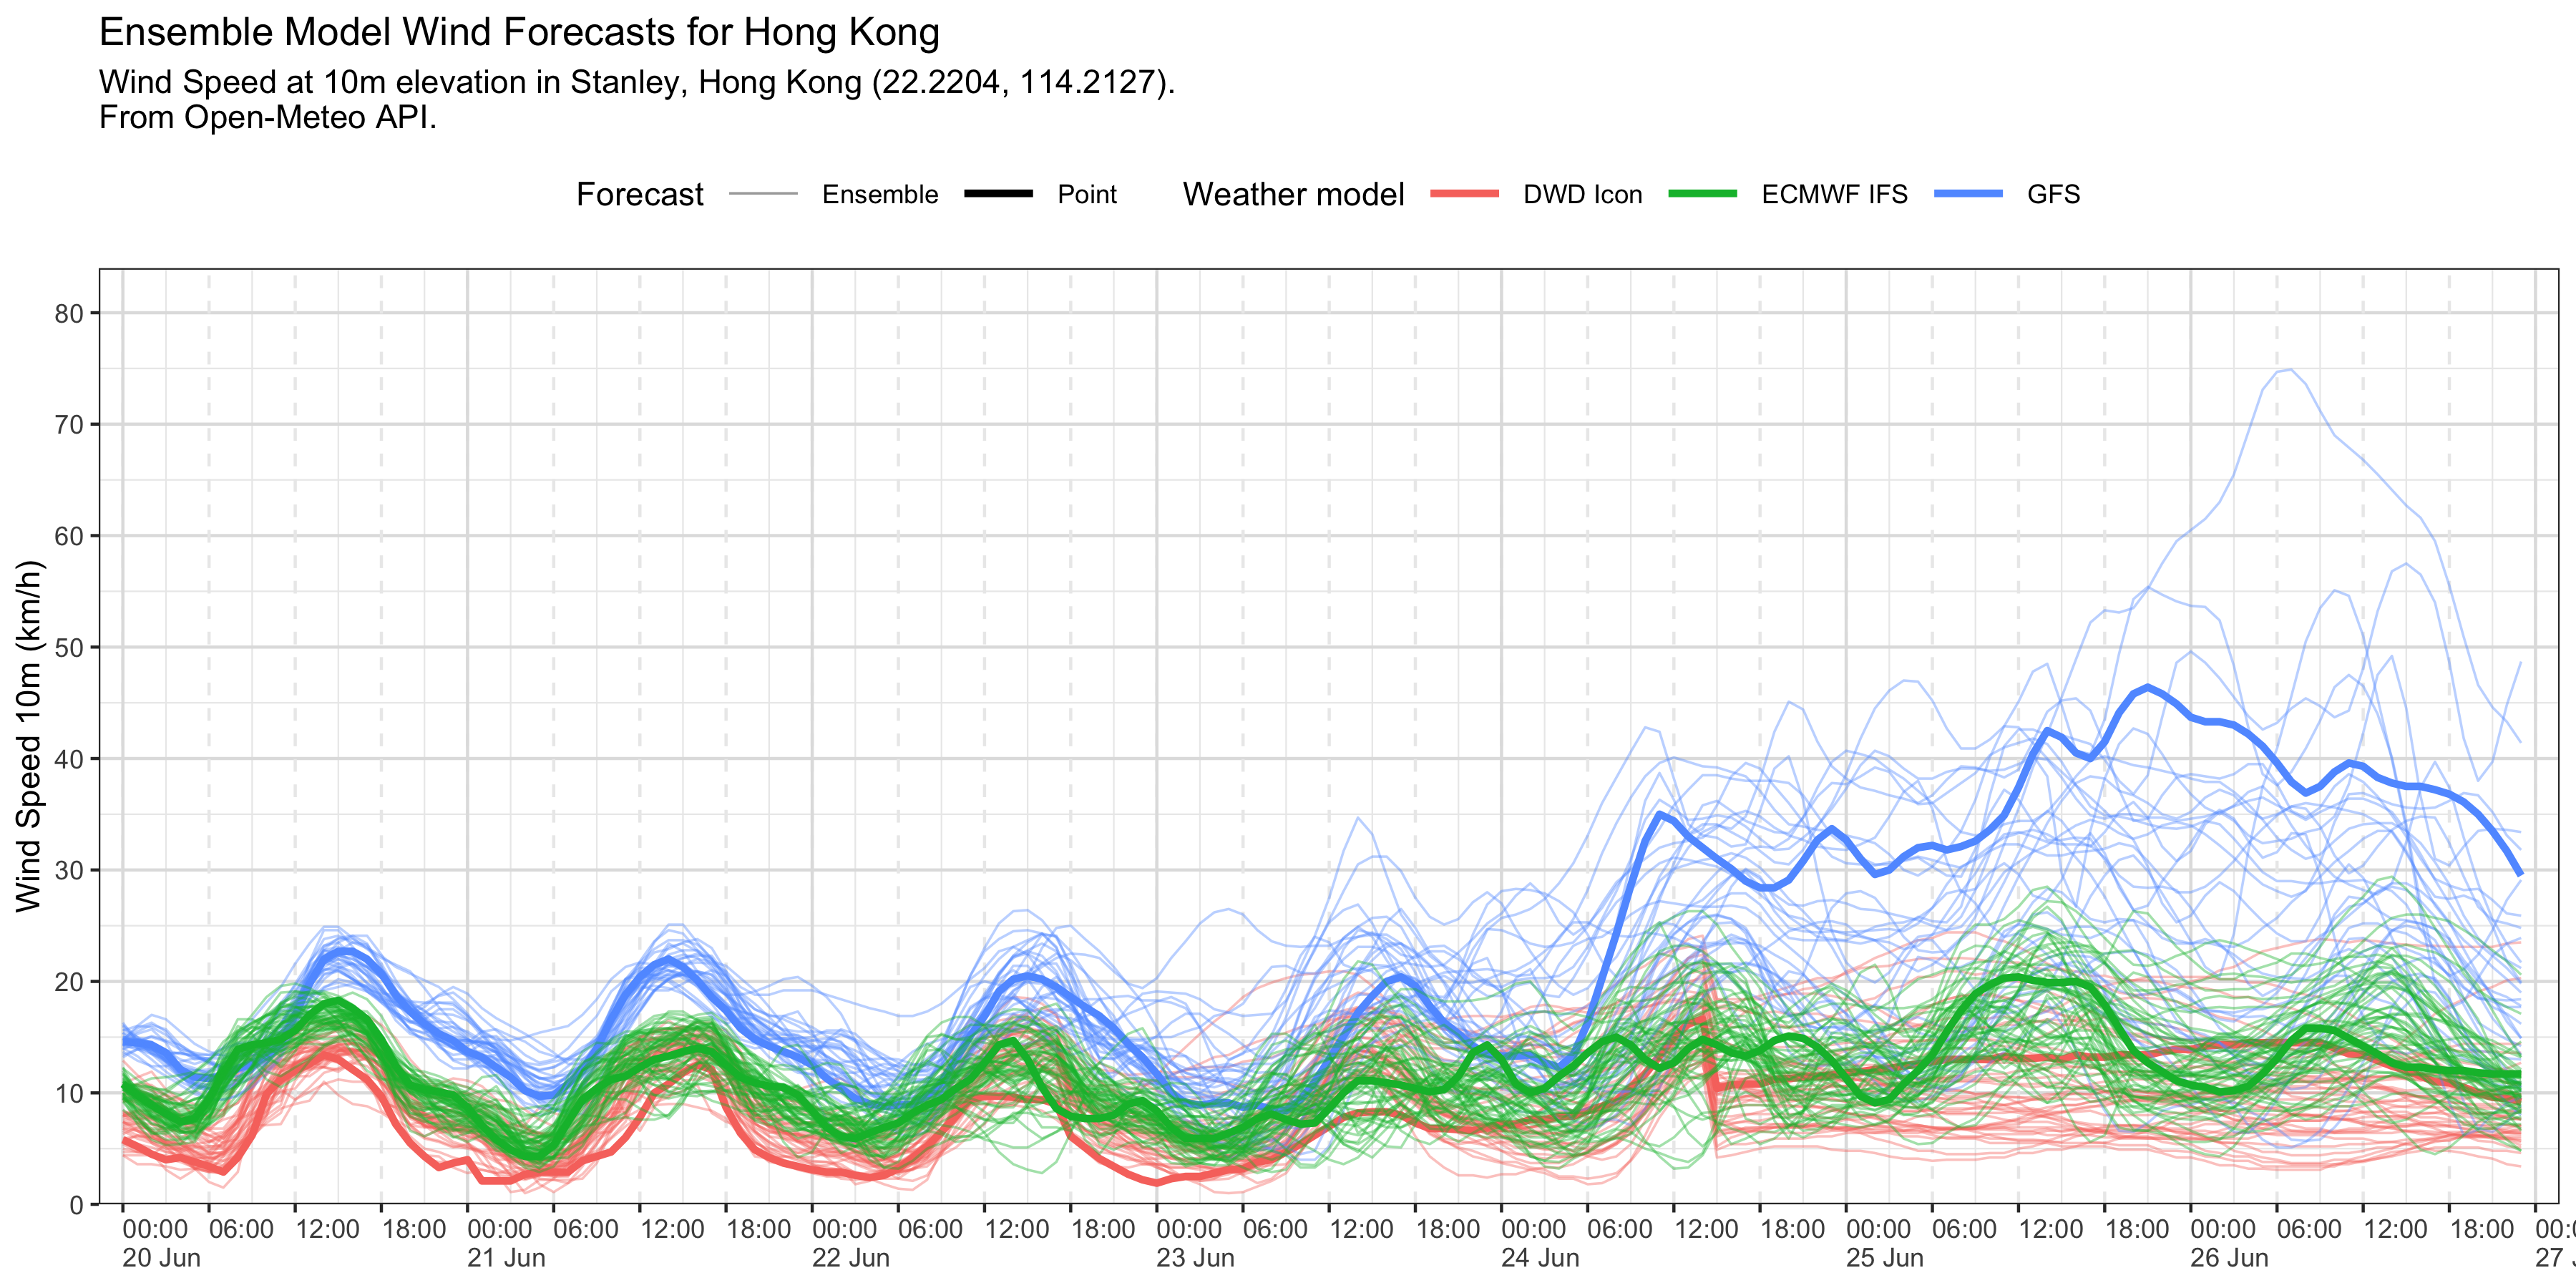 Ensemble Model Wind Forecasts for Hong Kong
Wind Speed at 10m elevation in Stanley, Hong Kong (22.2204, 114.2127).
From Open-Meteo API.
Forecast Ensemble Point Weather model DWD Icon ECMWF IFS GFS
Wind Speed 10m (km/h)
80
70
60
50
40
30
20
10
0
00:00 06:00 12:00 18:00 00:00 06:00 12:00 18:00 00:00 06:00 12:00 18:00 00:00 06:00 12:00 18:00 00:00 06:00 12:00 18:00 00:00 06:00 12:00 18:00 00:00 06:00 12:00 18:00
20 Jun 21 Jun 22 Jun 23 Jun 24 Jun 25 Jun 26 Jun 27